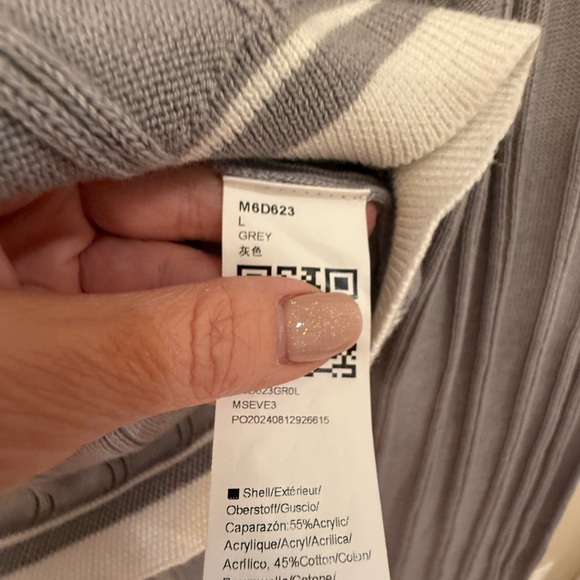 M6D623
L
GREY
灰色
MSEVE3
PO20240812926615
Shell/Extérieur/
Oberstoff/Guscio/
Caparazón:55%Acrylic/
Acrylique/Acryl/Acrilica/
Acrílico, 45%Cotton/Coton/